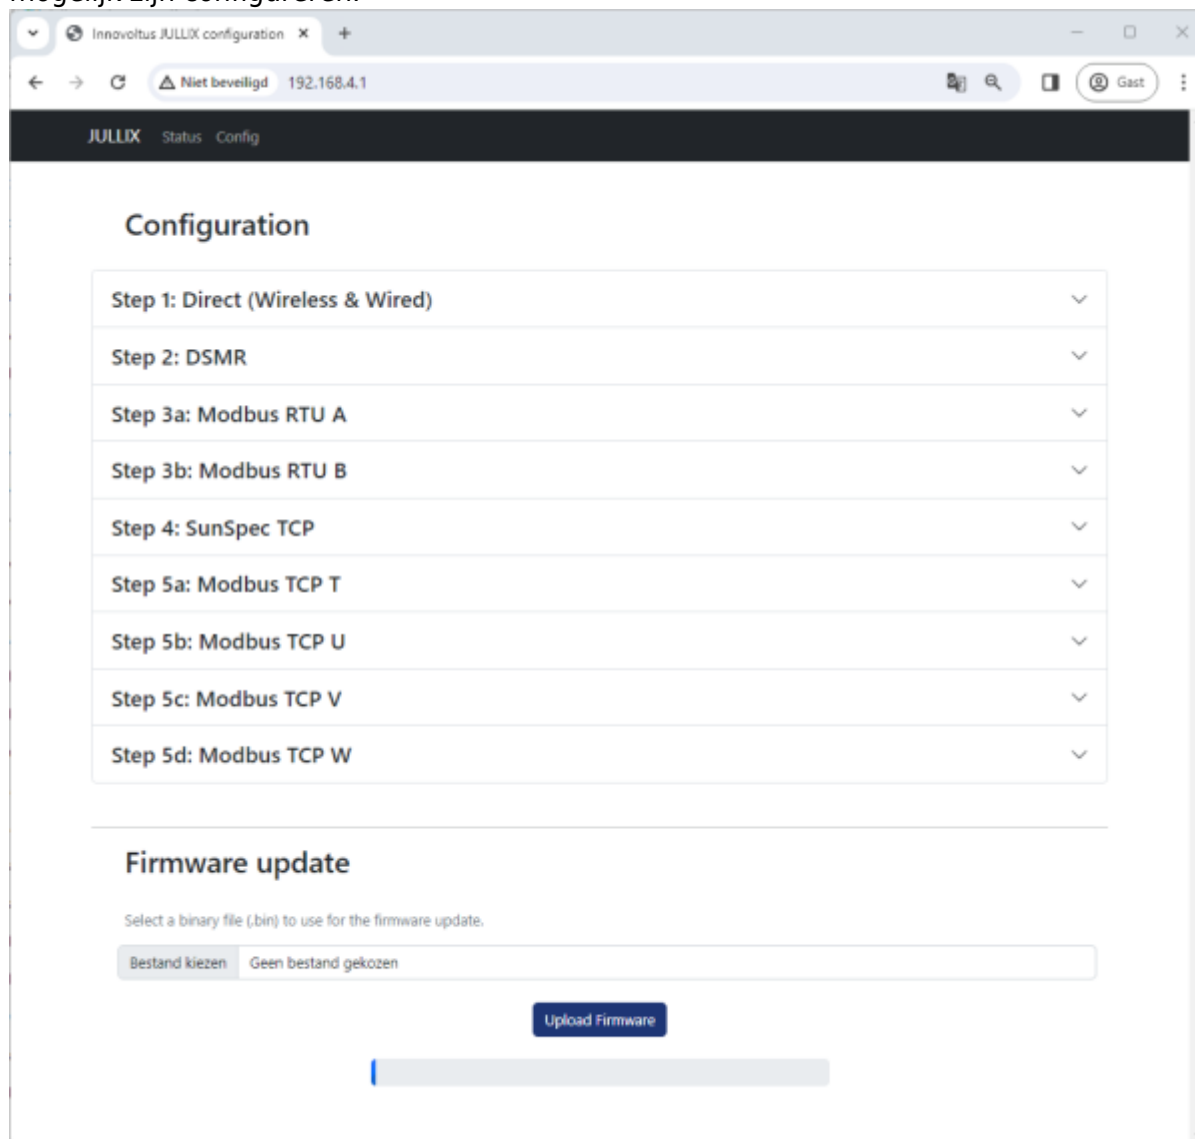 mogelijk zijn configureren.
Innovoltus JULLIX configuration
Niet beveiligd 192.168.4.1 Gast
JULLIX Status Config
Configuration
Step 1: Direct (Wireless & Wired)
Step 2: DSMR
Step 3a: Modbus RTU A
Step 3b: Modbus RTU B
Step 4: SunSpec TCP
Step 5a: Modbus TCP T
Step 5b: Modbus TCP U
Step 5c: Modbus TCP V
Step 5d: Modbus TCP W
Firmware update
Select a binary file (.bin) to use for the firmware update.
Bestand kiezen Geen bestand gekozen
Upload Firmware